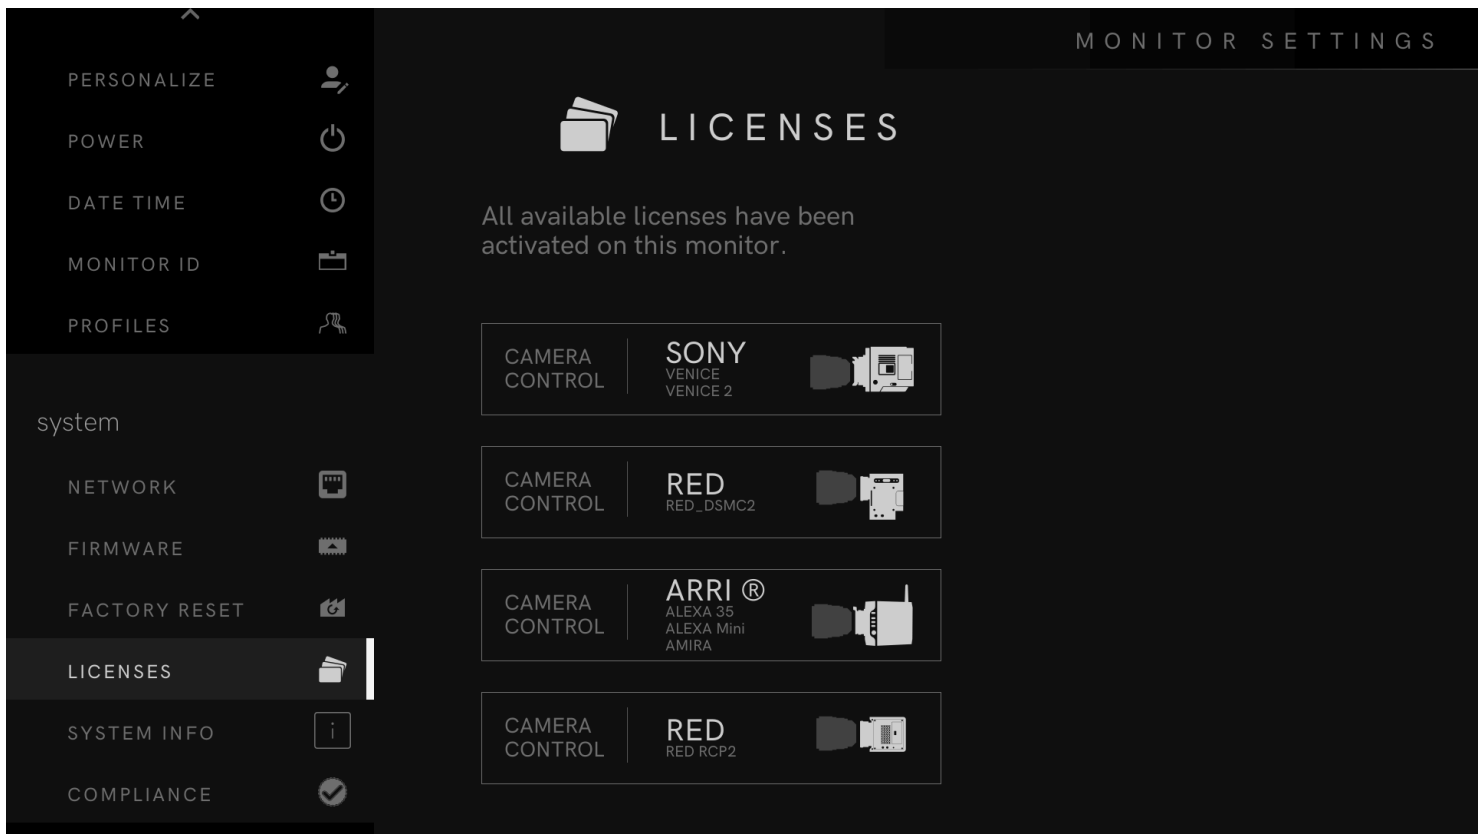 MONITOR SETTINGS
PERSONALIZE
POWER
DATE TIME
MONITOR ID
PROFILES
system
NETWORK
FIRMWARE
FACTORY RESET
LICENSES
SYSTEM INFO
i
COMPLIANCE
LICENSES
All available licenses have been
activated on this monitor.
CAMERA
CONTROL
SONY
VENICE
VENICE 2
CAMERA
CONTROL
RED
RED_DSMC2
CAMERA
CONTROL
ARRI ®
ALEXA 35
ALEXA Mini
AMIRA
CAMERA
CONTROL
RED
RED RCP2